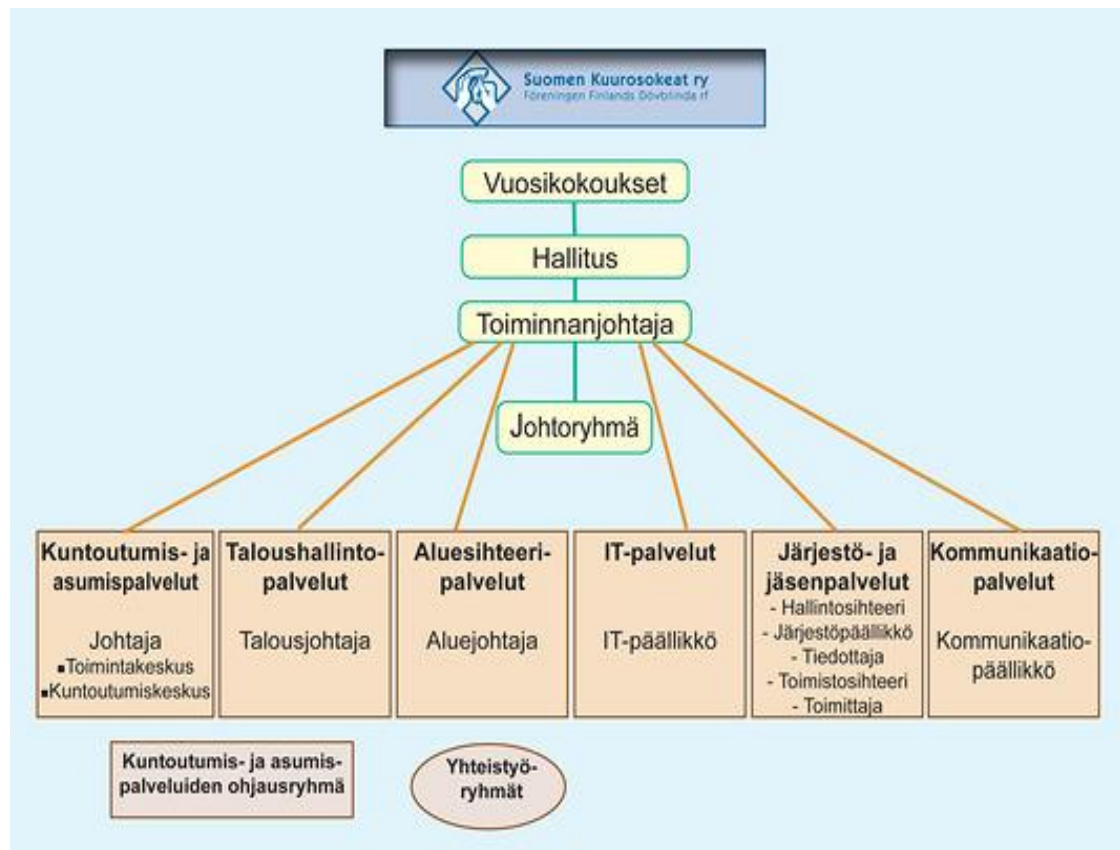 Suomen Kuurosokeat ry
Föreningen Finlands Dövblinda rf
Vuosikokoukset
Hallitus
Toiminnanjohtaja
Johtoryhmä
Kuntoutumis- ja
asumispalvelut
Johtaja
▪Toimintakeskus
▪Kuntoutumiskeskus
Taloushallinto-
palvelut
Talousjohtaja
Aluesihteeri-
palvelut
Aluejohtaja
IT-palvelut
IT-päällikkö
Järjestö- ja
jäsenpalvelut
- Hallintosihteeri
- Järjestöpäällikkö
- Tiedottaja
- Toimistosihteeri
- Toimittaja
Kommunikaatio-
palvelut
Kommunikaatio-
päällikkö
Kuntoutumis- ja asumis-
palveluiden ohjausryhmä
Yhteistyö-
ryhmät